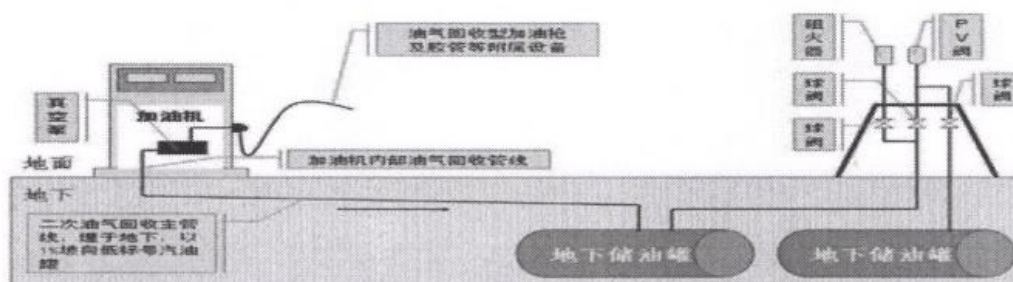 油气回收型加油枪
及胶管等附属设备
阻火器
PV阀
真空泵
加油机
球阀
球阀
球阀
地面
加油机内部油气回收管线
地下
二次油气回收主管
线，埋于地下，以
1%坡向低标号汽油
罐
地下储油罐
地下储油罐